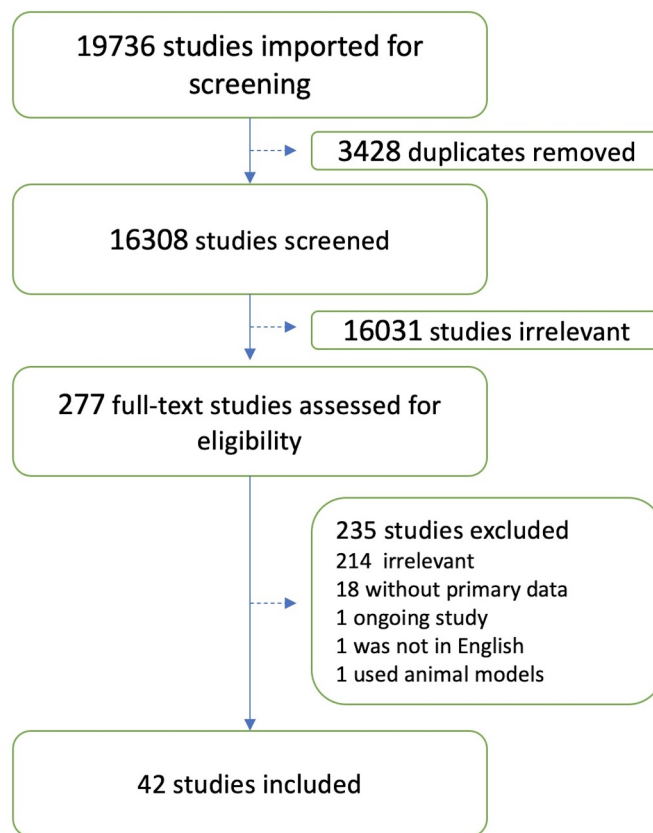 19736 studies imported for
screening
3428 duplicates removed
16308 studies screened
16031 studies irrelevant
277 full-text studies assessed for
eligibility
235 studies excluded
214 irrelevant
18 without primary data
1 ongoing study
1 was not in English
1 used animal models
42 studies included